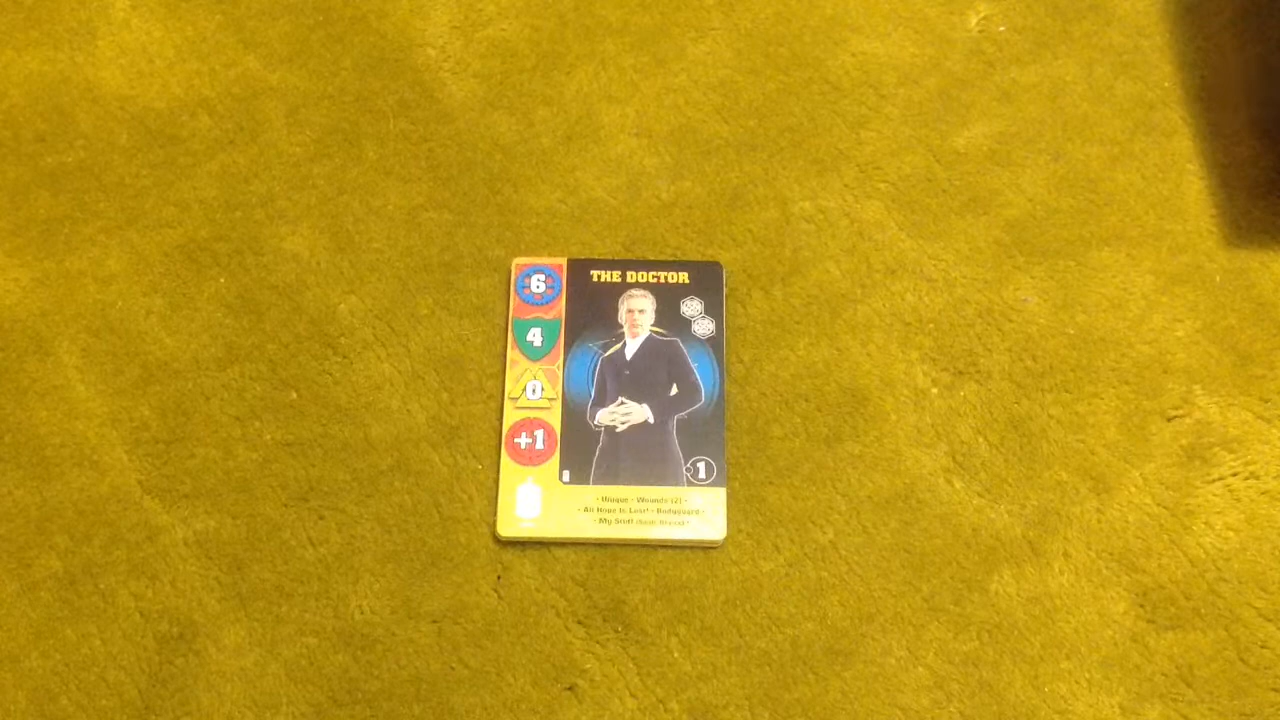 THE DOCTOR
6
4
0
+1
1
• Unique • Wounds (2) •
• All Hope Is Lost! • Bodyguard •
• My Stuff